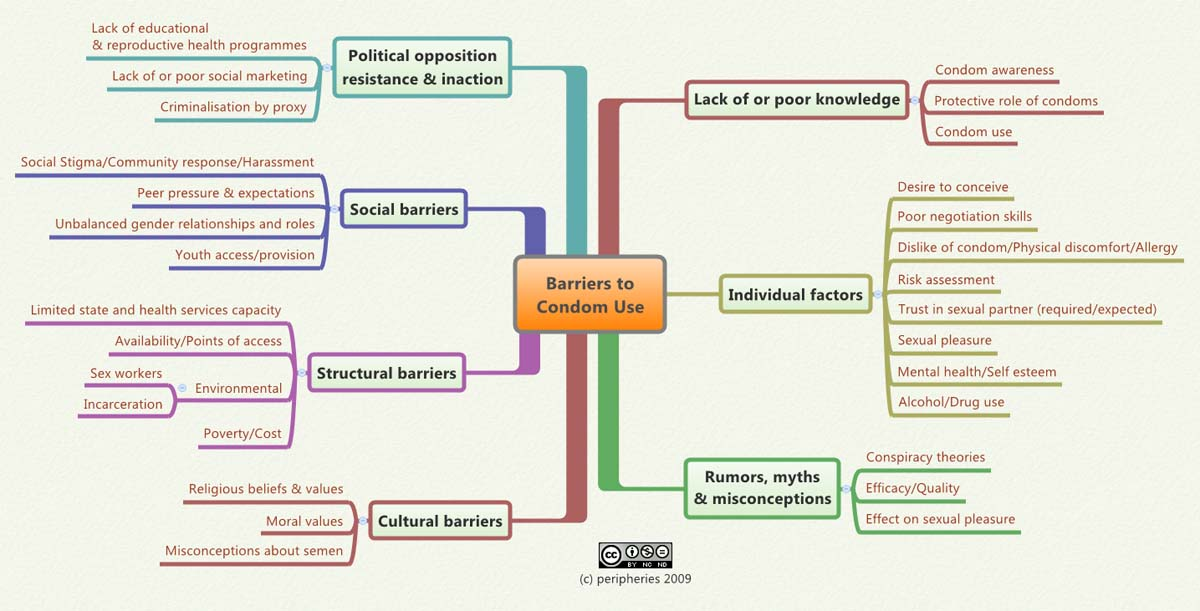 Barriers to
Condom Use
Political opposition
resistance & inaction
Lack of educational
& reproductive health programmes
Lack of or poor social marketing
Criminalisation by proxy
Social barriers
Social Stigma/Community response/Harassment
Peer pressure & expectations
Unbalanced gender relationships and roles
Youth access/provision
Structural barriers
Limited state and health services capacity
Availability/Points of access
Environmental
Sex workers
Incarceration
Poverty/Cost
Cultural barriers
Religious beliefs & values
Moral values
Misconceptions about semen
Lack of or poor knowledge
Condom awareness
Protective role of condoms
Condom use
Individual factors
Desire to conceive
Poor negotiation skills
Dislike of condom/Physical discomfort/Allergy
Risk assessment
Trust in sexual partner (required/expected)
Sexual pleasure
Mental health/Self esteem
Alcohol/Drug use
Rumors, myths
& misconceptions
Conspiracy theories
Efficacy/Quality
Effect on sexual pleasure
cc
BY NC ND
(c) peripheries 2009